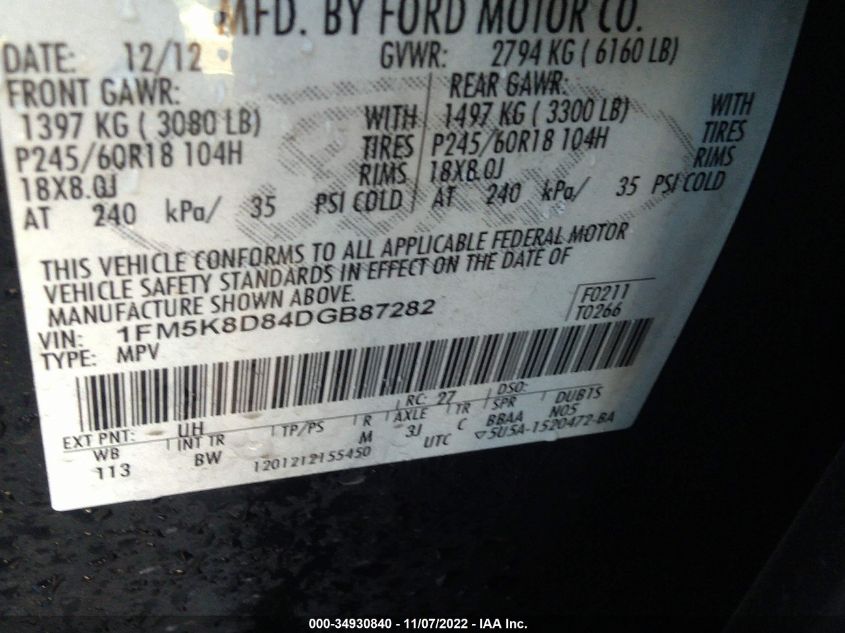 MFD. BY FORD MOTOR CO.
DATE: 12/12 GVWR: 2794 KG ( 6160 LB)
FRONT GAWR: REAR GAWR:
1397 KG ( 3080 LB) WITH 1497 KG ( 3300 LB) WITH
P245/60R18 104H TIRES P245/60R18 104H TIRES
18X8.0J RIMS 18X8.0J RIMS
AT 240 kPa/ 35 PSI COLD AT 240 kPa/ 35 PSI COLD
THIS VEHICLE CONFORMS TO ALL APPLICABLE FEDERAL MOTOR
VEHICLE SAFETY STANDARDS IN EFFECT ON THE DATE OF
MANUFACTURE SHOWN ABOVE.
F0211
VIN: 1FM5K8D84DGB87282 T0266
TYPE: MPV
EXT PNT: UH RC: 27 DSO:
WB INT TR TP/PS R AXLE TR SPR DUBTS
113 BW M 3J C BBAA N05
1201212155450 UTC 5U5A-1520472-BA
000-34930840 - 11/07/2022 - IAA Inc.